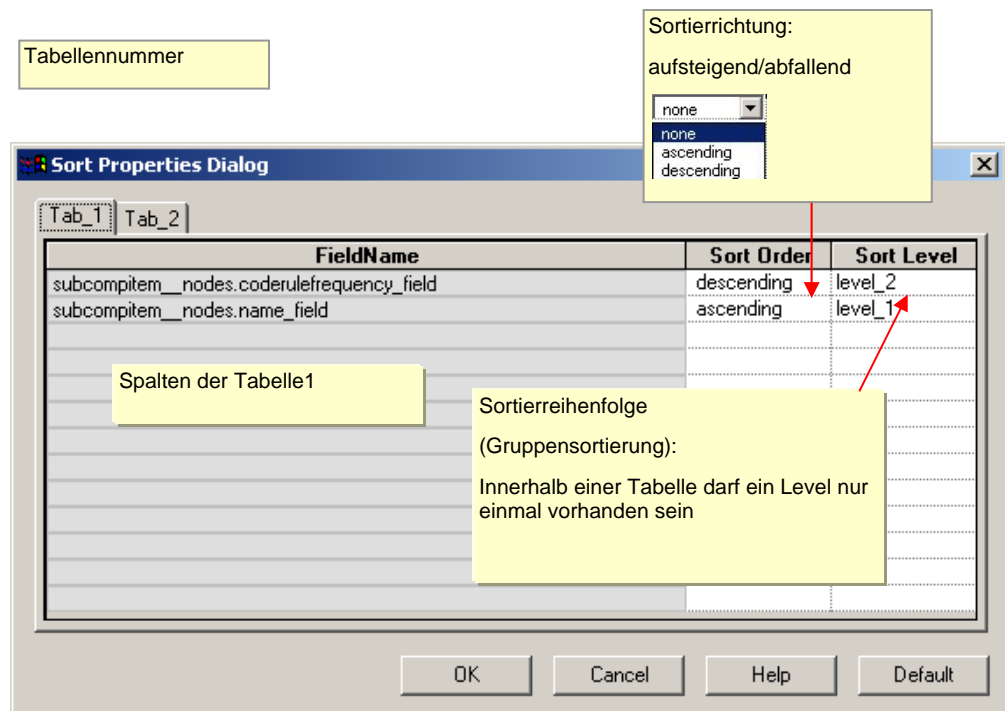 Tabellennummer
Sortierrichtung:
aufsteigend/abfallend
none
none
ascending
descending
Sort Properties Dialog
Tab_1 Tab_2
FieldName Sort Order Sort Level
subcompitem__nodes.coderulefrequency_field descending level_2
subcompitem__nodes.name_field ascending level_1
Spalten der Tabelle1
Sortierreihenfolge
(Gruppensortierung):
Innerhalb einer Tabelle darf ein Level nur
einmal vorhanden sein
OK Cancel Help Default